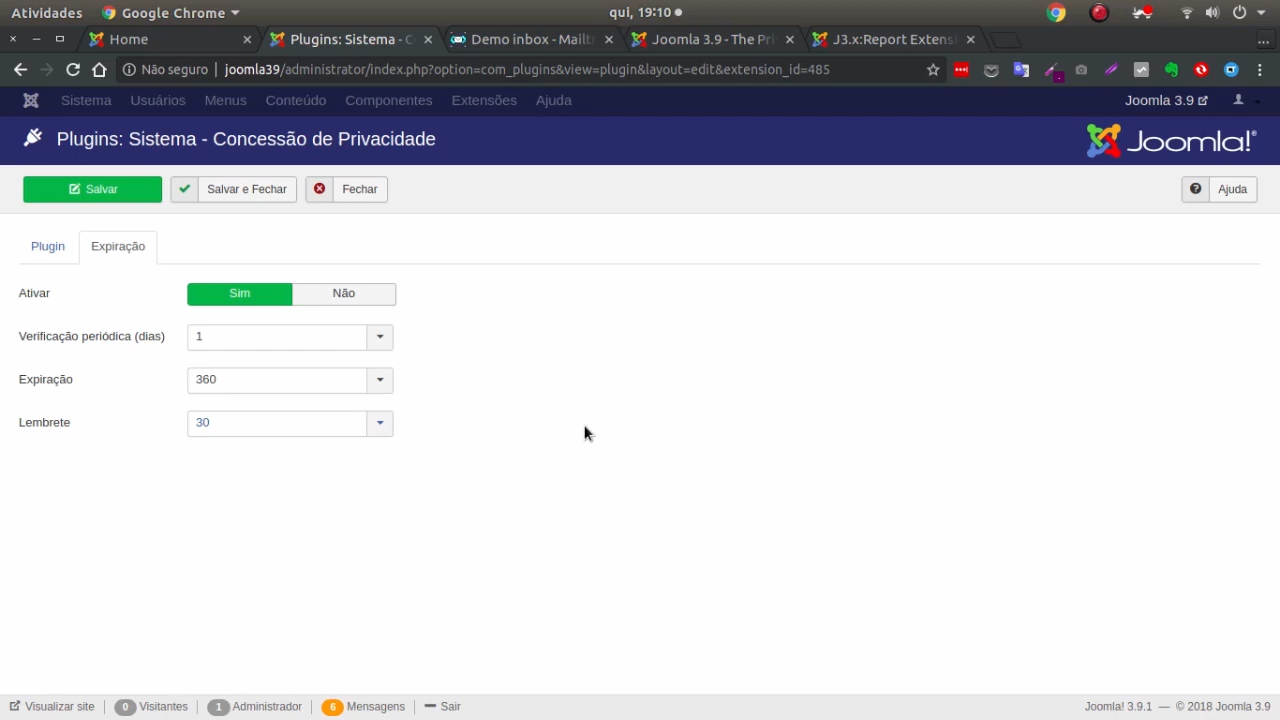 Atividades Google Chrome qui, 19:10
Home Plugins: Sistema - C Demo inbox - Mailtr Joomla 3.9 - The Pri J3.x:Report Extens
Não seguro joomla39/administrator/index.php?option=com_plugins&view=plugin&layout=edit&extension_id=485
Sistema Usuários Menus Conteúdo Componentes Extensões Ajuda Joomla 3.9
Plugins: Sistema - Concessão de Privacidade Joomla!®
Salvar Salvar e Fechar Fechar Ajuda
Plugin Expiração
Ativar Sim Não
Verificação periódica (dias) 1
Expiração 360
Lembrete 30
Visualizar site 0 Visitantes 1 Administrador 6 Mensagens Sair Joomla! 3.9.1 — © 2018 Joomla 3.9